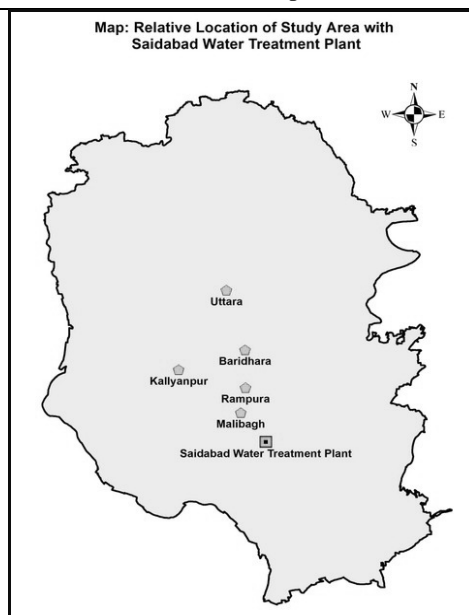 Map: Relative Location of Study Area with
Saidabad Water Treatment Plant
N
W E
S
Uttara
Baridhara
Kallyanpur
Rampura
Malibagh
Saidabad Water Treatment Plant